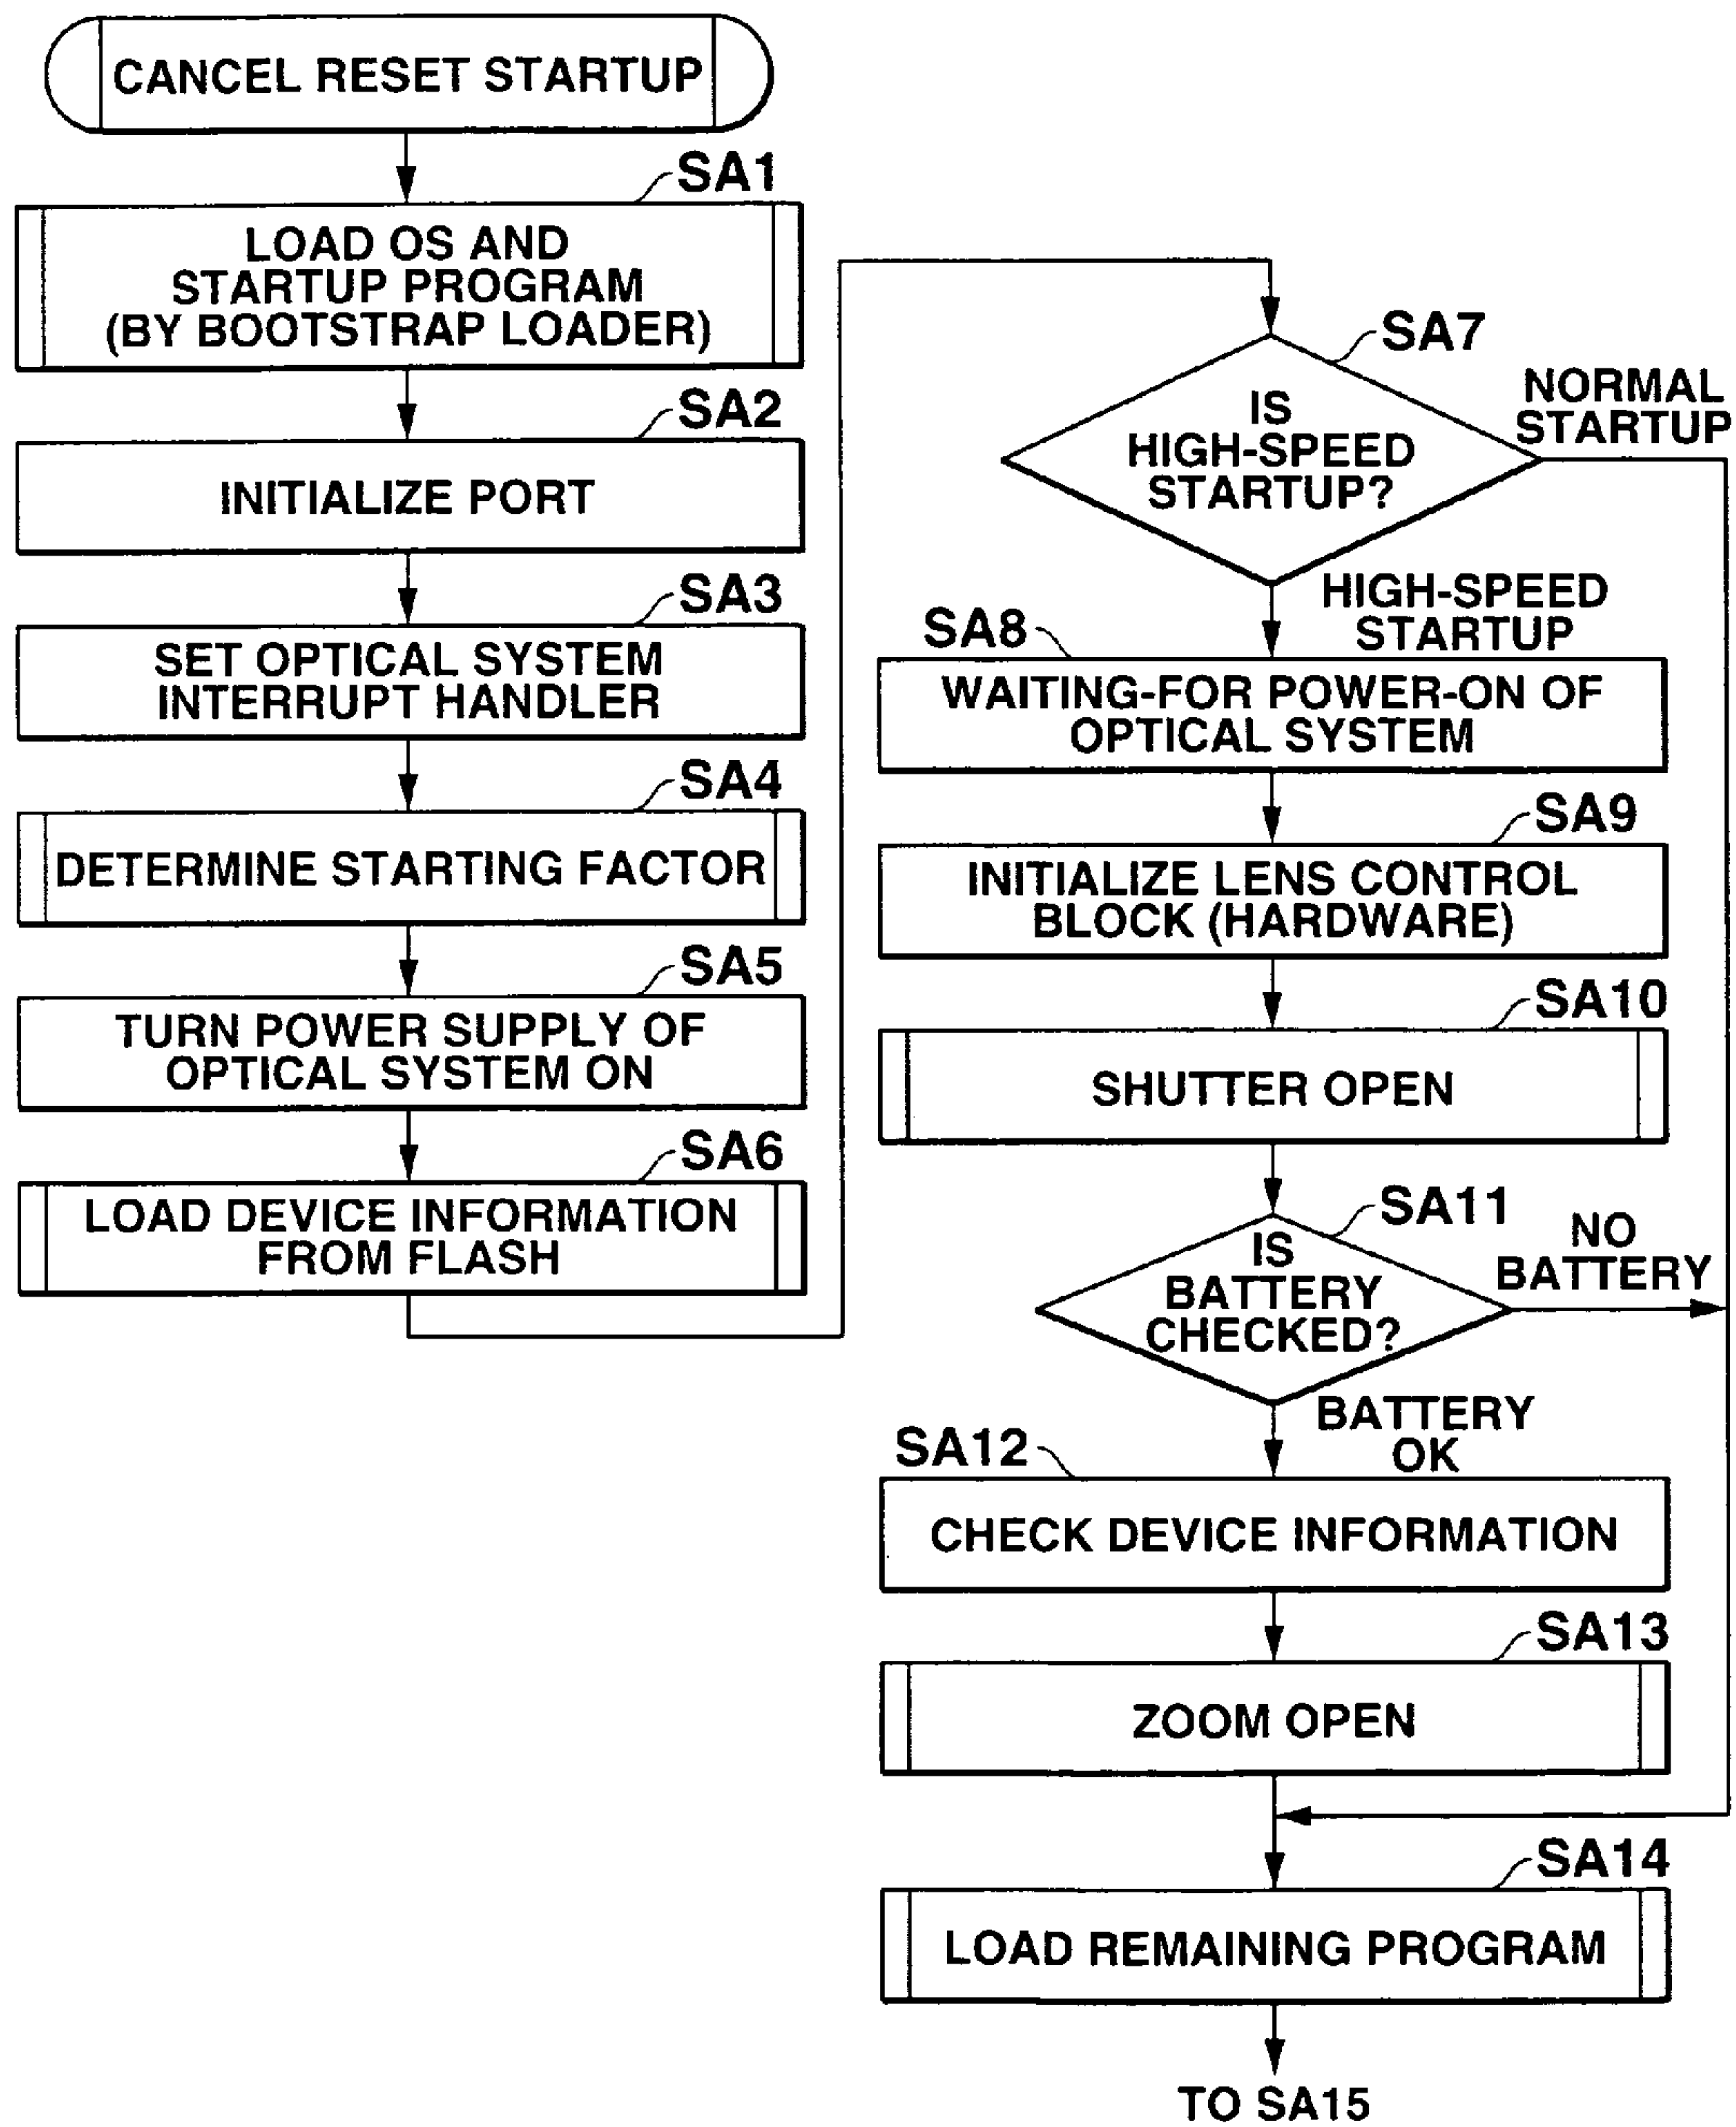 CANCEL RESET STARTUP
SA1
LOAD OS AND
STARTUP PROGRAM
(BY BOOTSTRAP LOADER)
SA2
INITIALIZE PORT
SA3
SET OPTICAL SYSTEM
INTERRUPT HANDLER
SA4
DETERMINE STARTING FACTOR
SA5
TURN POWER SUPPLY OF
OPTICAL SYSTEM ON
SA6
LOAD DEVICE INFORMATION
FROM FLASH
SA7
IS
HIGH-SPEED
STARTUP?
NORMAL
STARTUP
HIGH-SPEED
STARTUP
SA8
WAITING-FOR POWER-ON OF
OPTICAL SYSTEM
SA9
INITIALIZE LENS CONTROL
BLOCK (HARDWARE)
SA10
SHUTTER OPEN
SA11
IS
BATTERY
CHECKED?
NO
BATTERY
BATTERY
OK
SA12
CHECK DEVICE INFORMATION
SA13
ZOOM OPEN
SA14
LOAD REMAINING PROGRAM
TO SA15